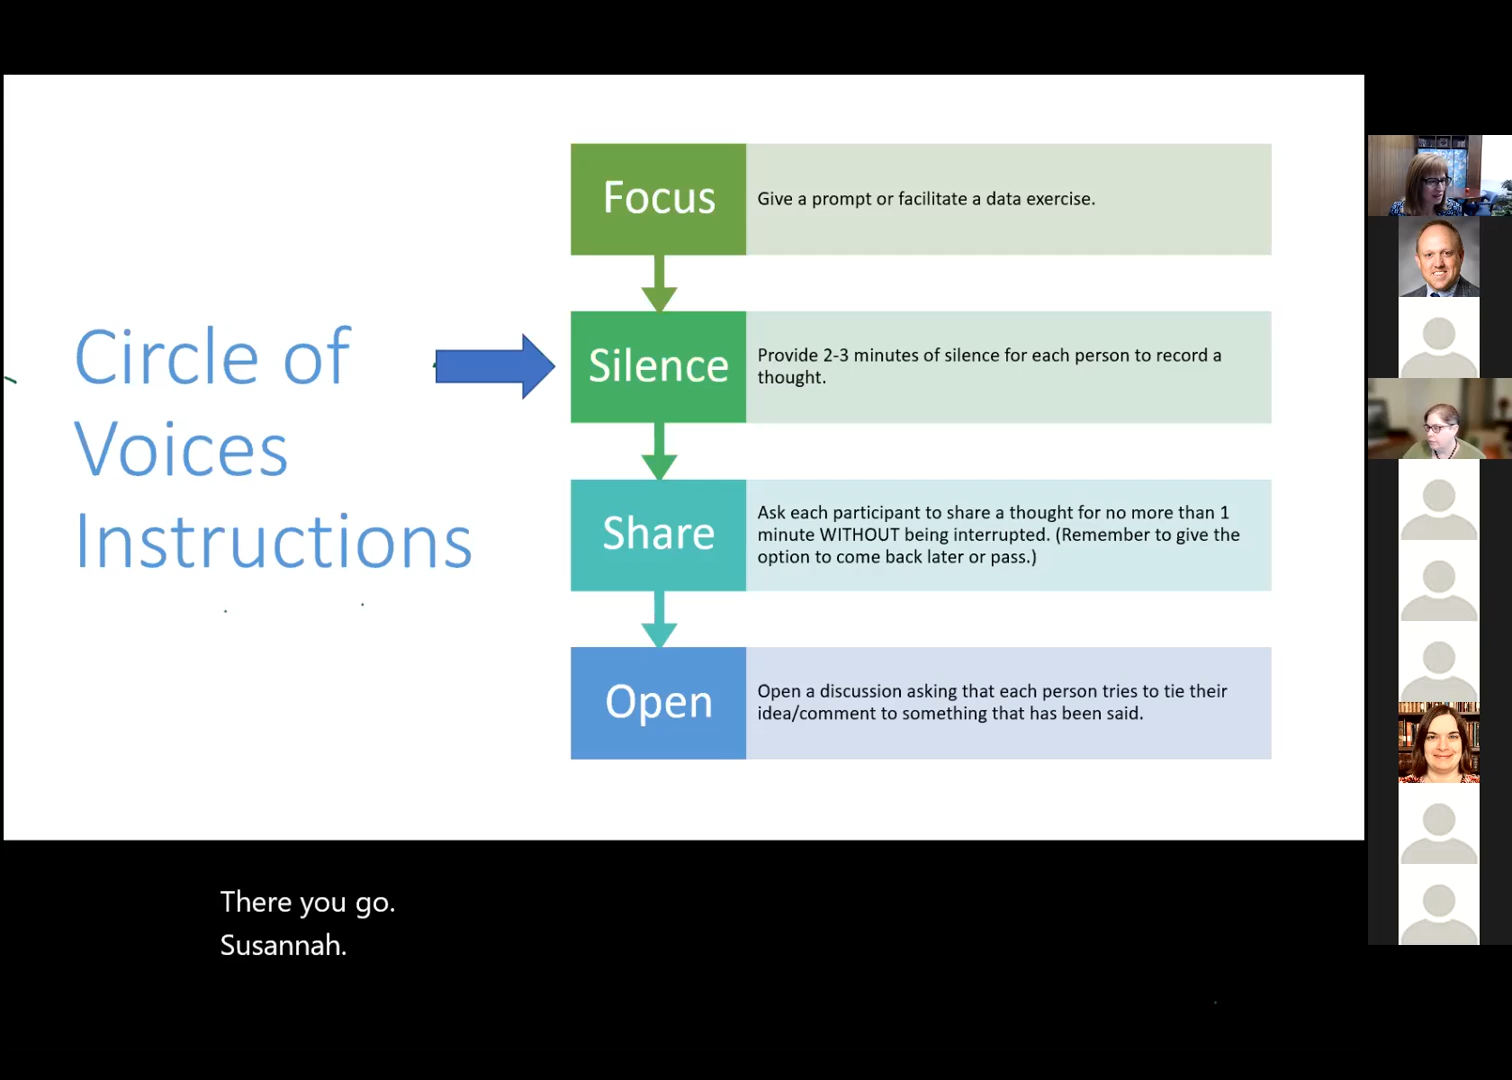 Circle of
Voices
Instructions
Focus
Give a prompt or facilitate a data exercise.
Silence
Provide 2-3 minutes of silence for each person to record a
thought.
Share
Ask each participant to share a thought for no more than 1
minute WITHOUT being interrupted. (Remember to give the
option to come back later or pass.)
Open
Open a discussion asking that each person tries to tie their
idea/comment to something that has been said.
There you go.
Susannah.